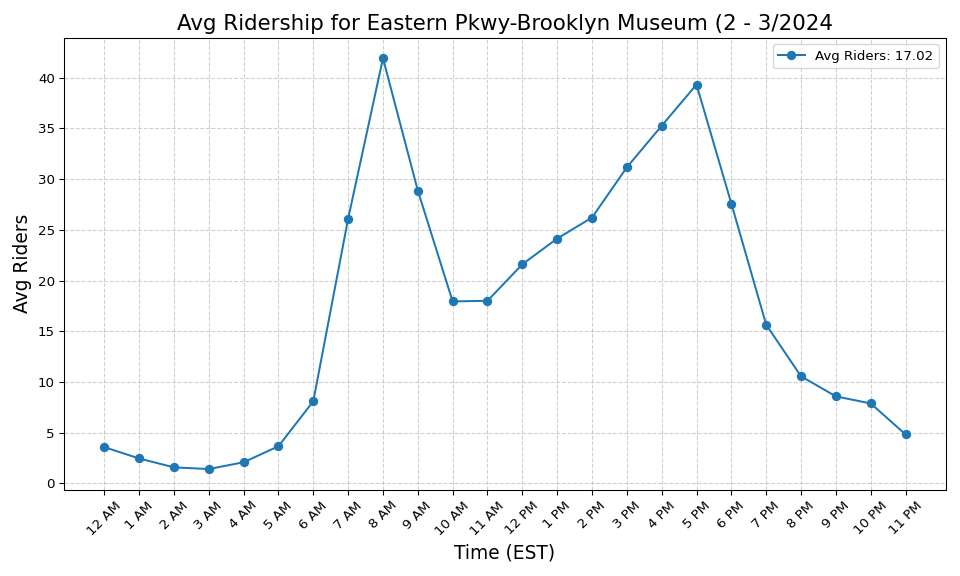 Avg Ridership for Eastern Pkwy-Brooklyn Museum (2 - 3/2024
Avg Riders: 17.02
Avg Riders
40
35
30
25
20
15
10
5
0
12 AM
1 AM
2 AM
3 AM
4 AM
5 AM
6 AM
7 AM
8 AM
9 AM
10 AM
11 AM
12 PM
1 PM
2 PM
3 PM
4 PM
5 PM
6 PM
7 PM
8 PM
9 PM
10 PM
11 PM
Time (EST)